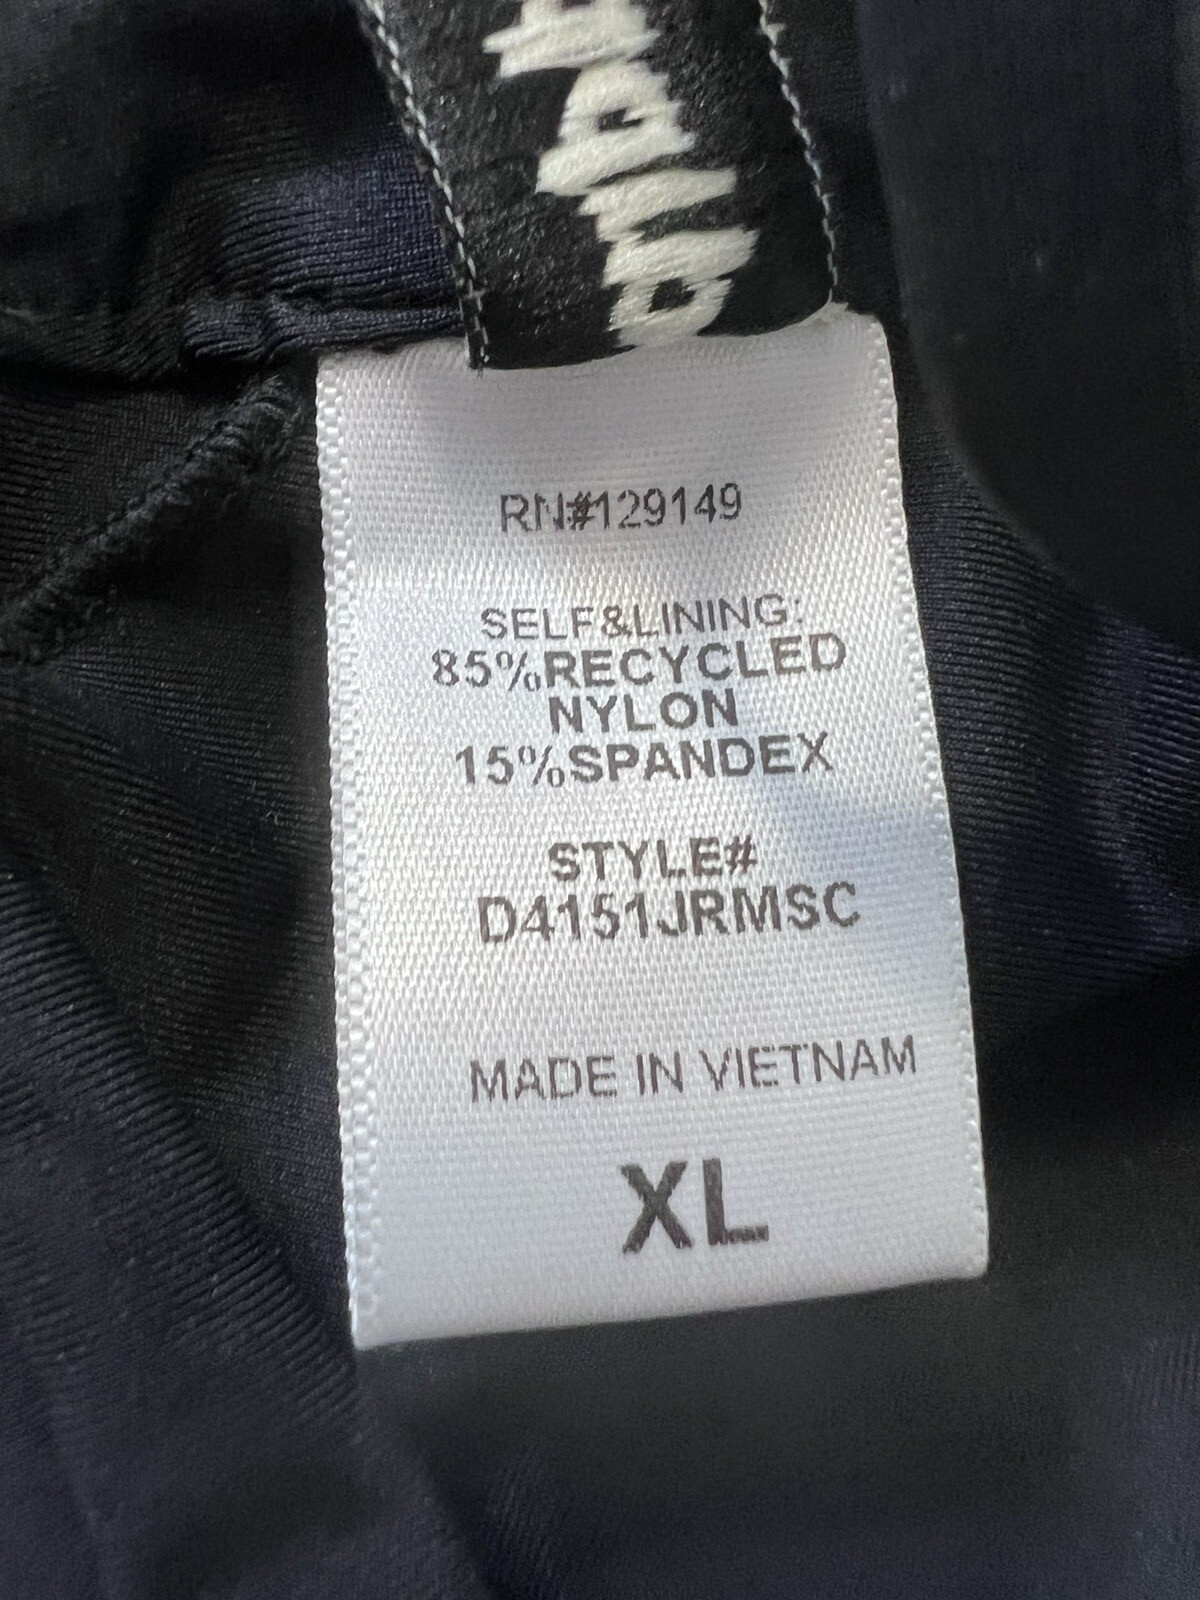 RN#129149
SELF&LINING:
85%RECYCLED
NYLON
15%SPANDEX
STYLE#
D4151JRMSC
MADE IN VIETNAM
XL